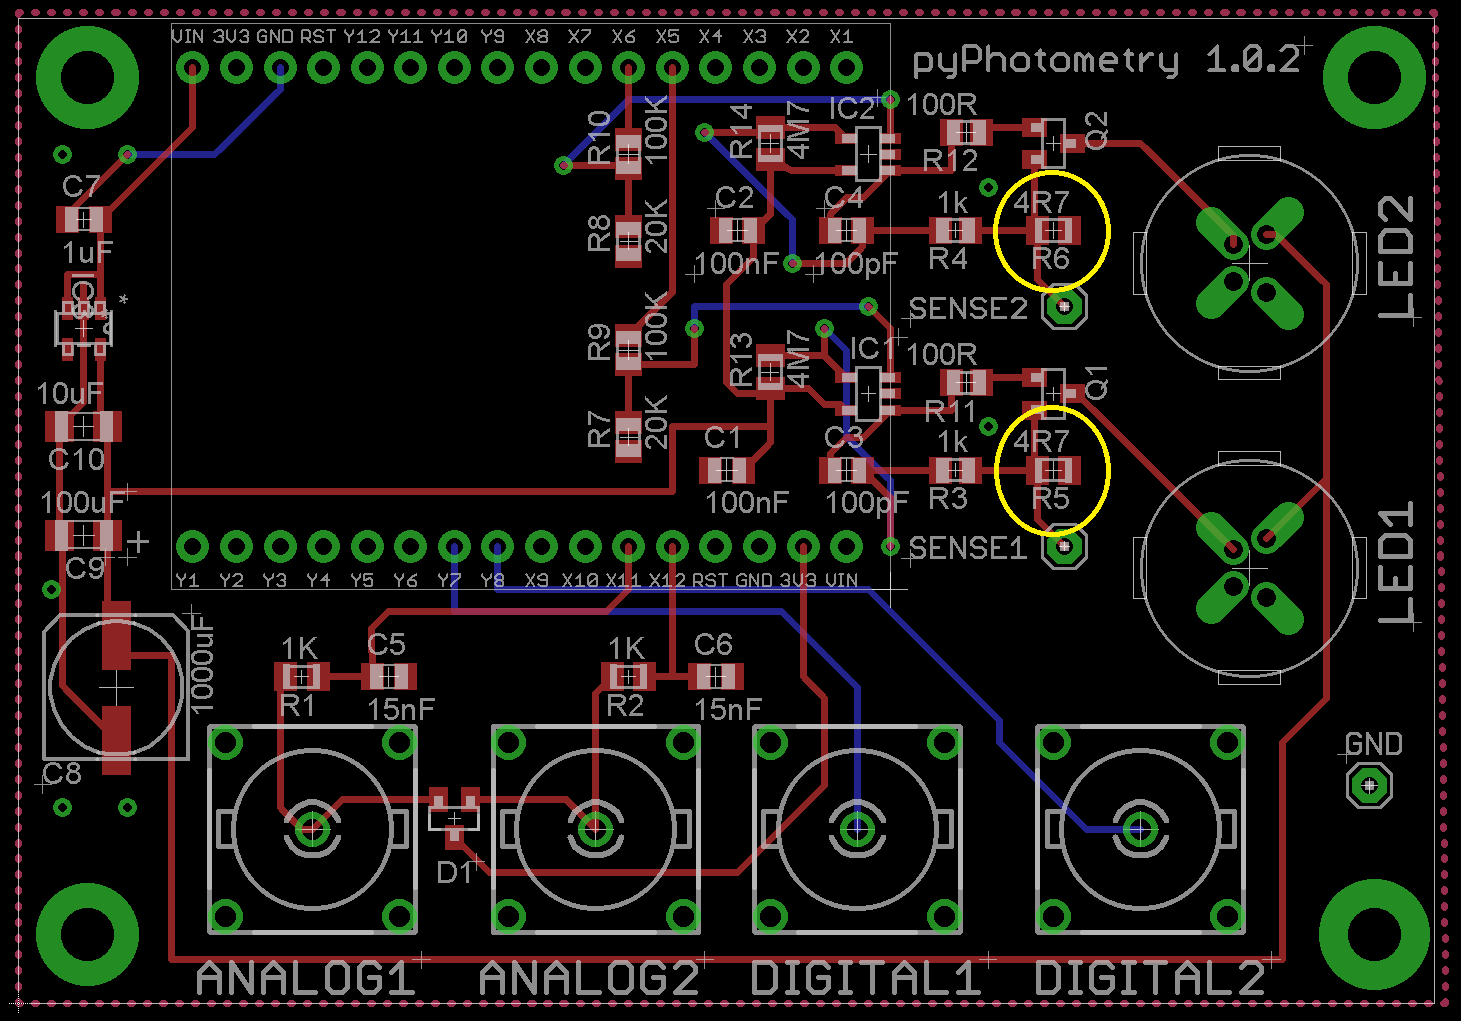 VIN 3V3 GND RST Y12 Y11 Y10 Y9 X8 X7 X6 X5 X4 X3 X2 X1
pyPhotometry 1.0.2
R10 100K
R14 4M7
IC2
100R
R12
Q2
C7
1uF
R8 20K
C2
100nF
C4
100pF
1k
R4
4R7
R6
LED2
IC3
*
SENSE2
R9 100K
R13 4M7
IC1
100R
R11
Q1
10uF
C10
R7 20K
C1
100nF
C3
100pF
1k
R3
4R7
R5
LED1
100uF
+
C9
SENSE1
Y1 Y2 Y3 Y4 Y5 Y6 Y7 Y8 X9 X10 X11 X12 RST GND 3V3 VIN
1000uF
C8
1K
R1
C5
15nF
1K
R2
C6
15nF
GND
D1
ANALOG1 ANALOG2 DIGITAL1 DIGITAL2